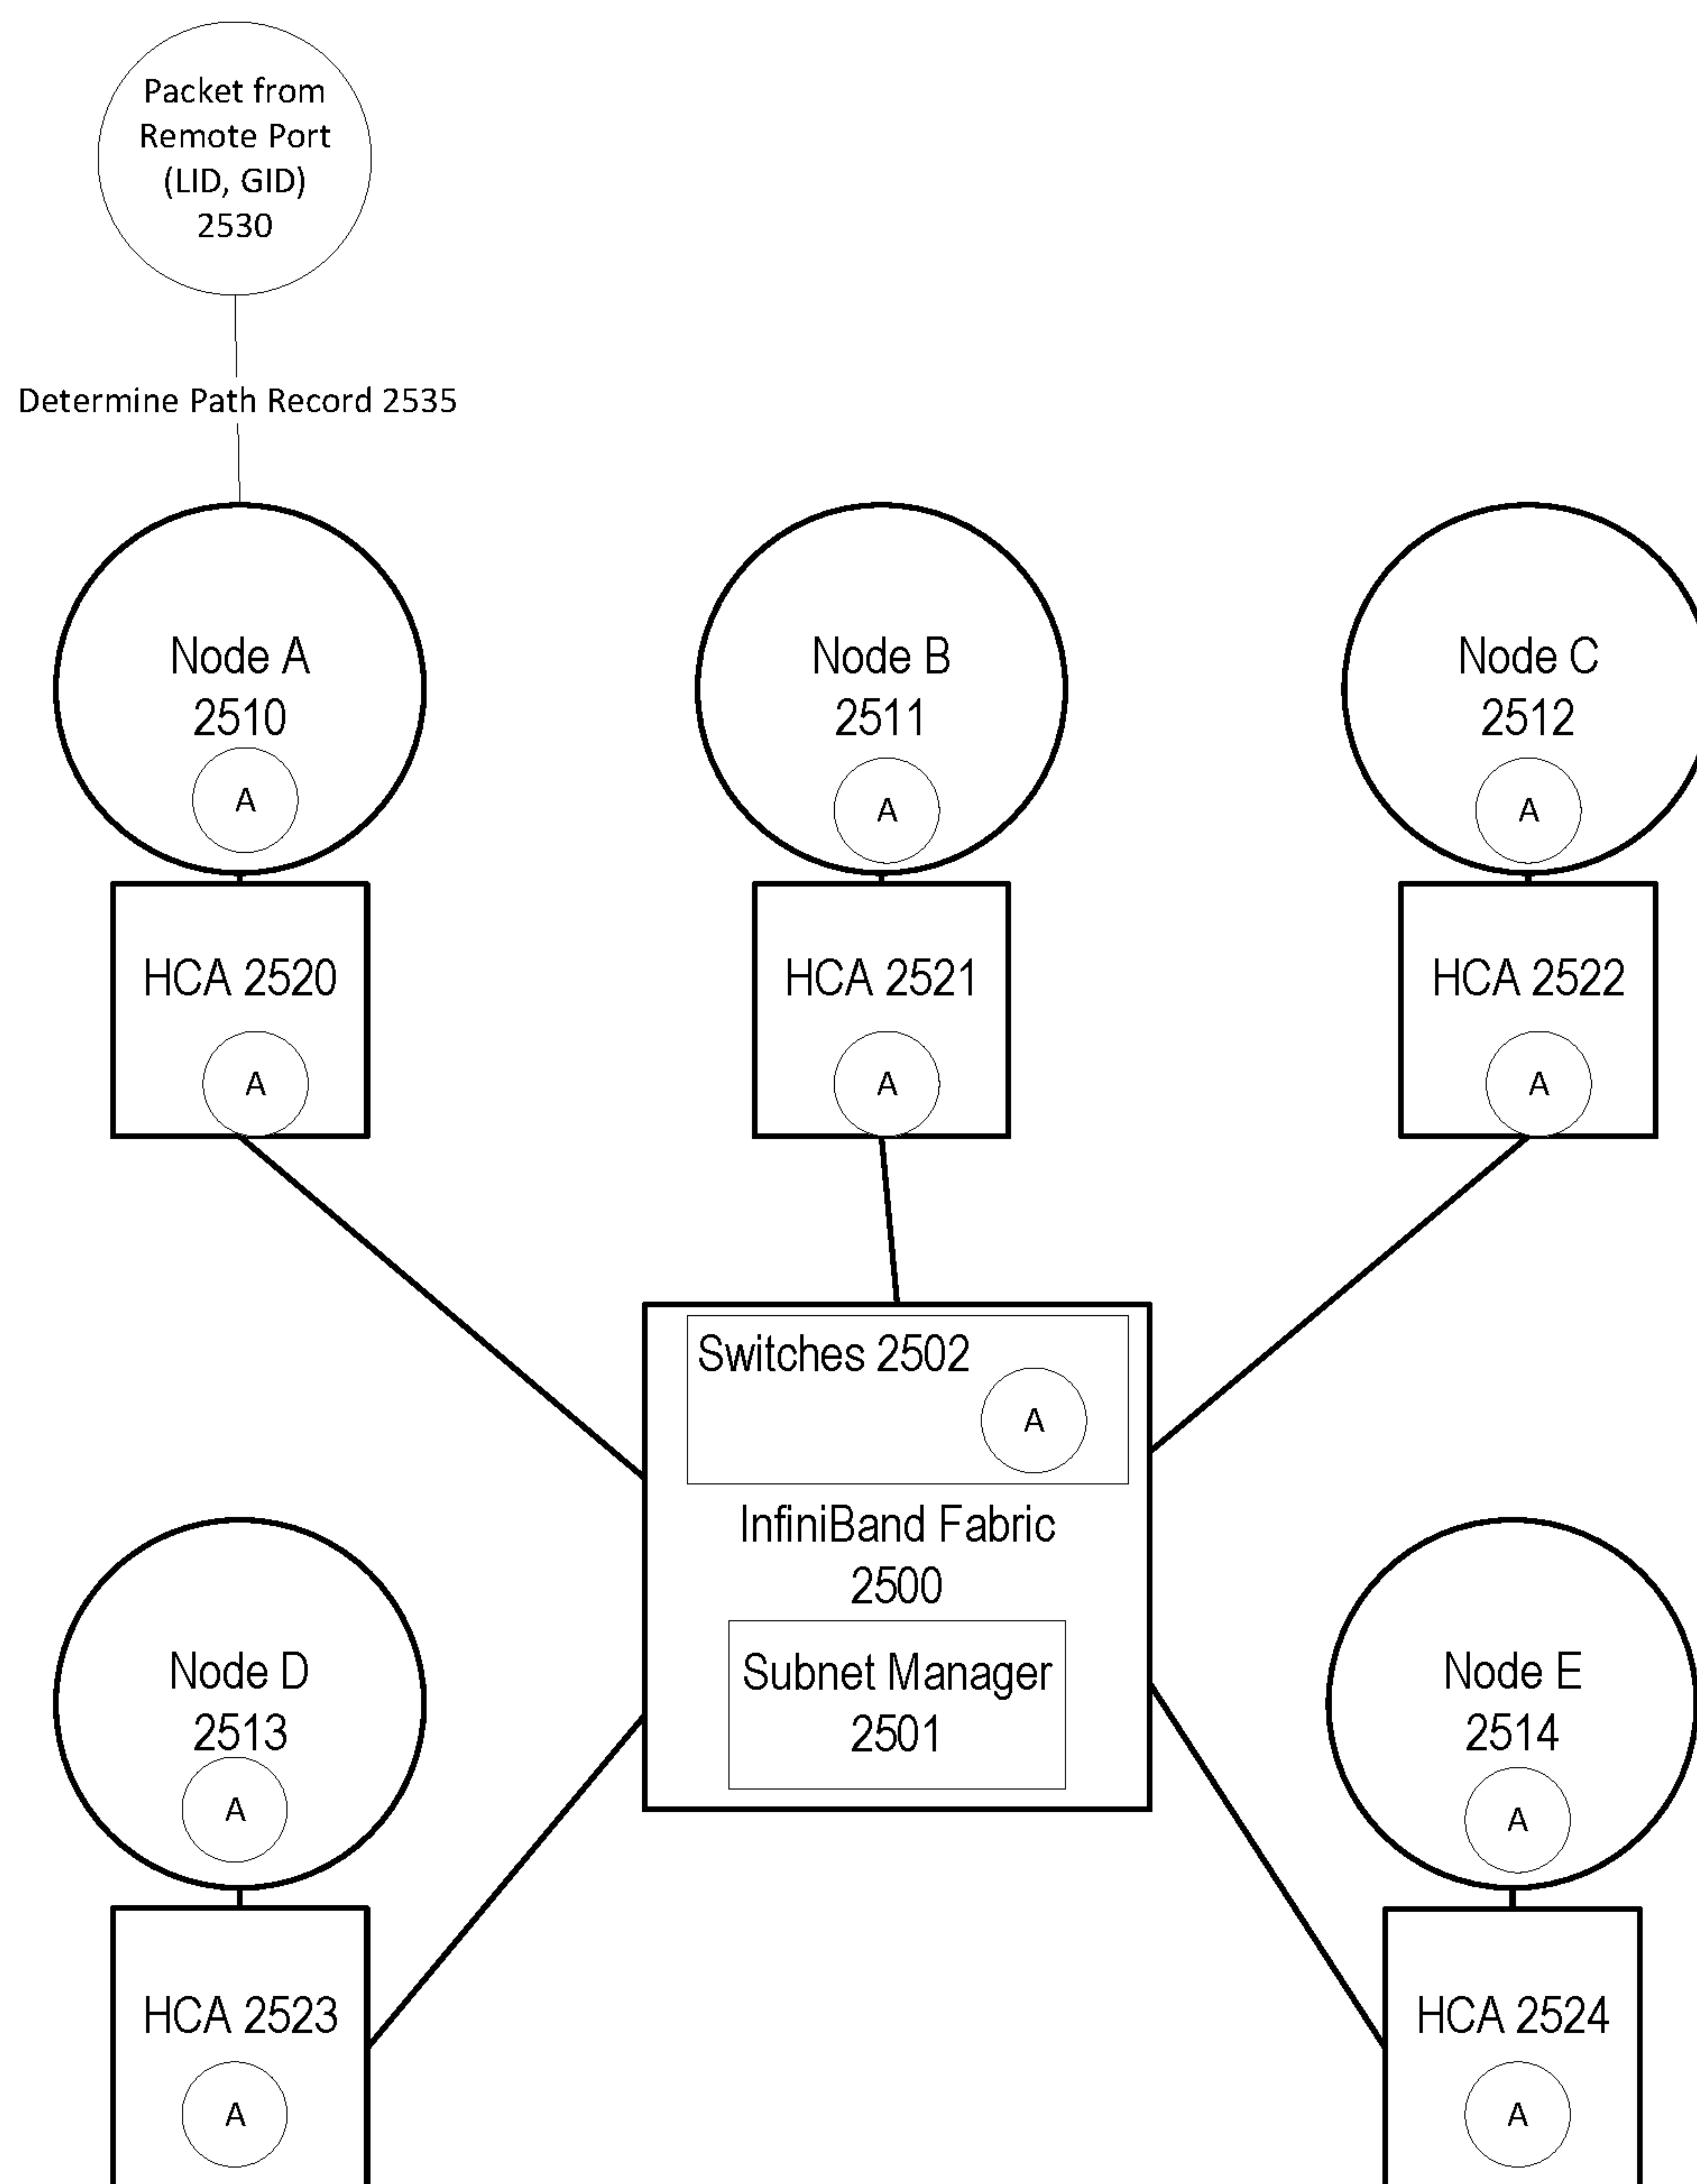 Packet from
Remote Port
(LID, GID)
2530
Determine Path Record 2535
Node A
2510
A
Node B
2511
A
Node C
2512
A
HCA 2520
A
HCA 2521
A
HCA 2522
A
Switches 2502
A
InfiniBand Fabric
2500
Subnet Manager
2501
Node D
2513
A
Node E
2514
A
HCA 2523
A
HCA 2524
A